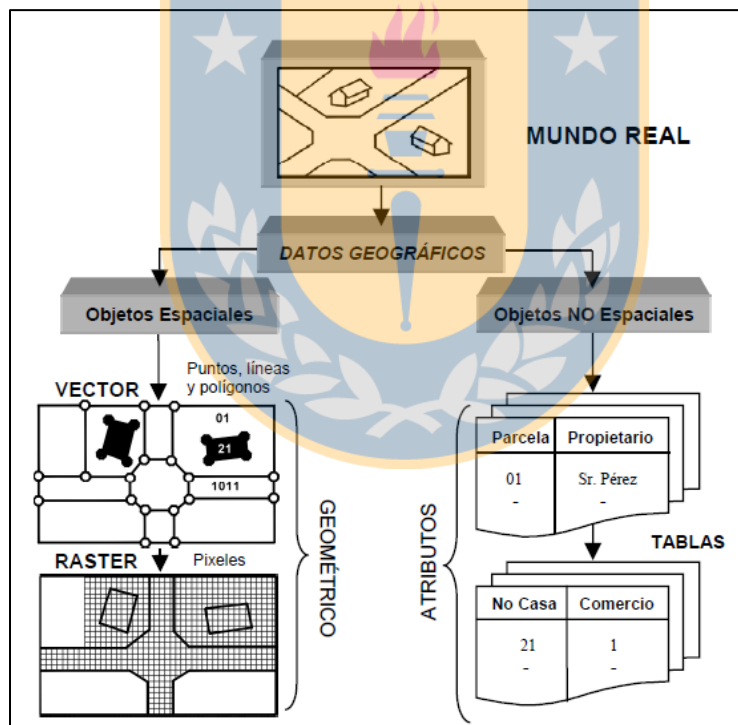 MUNDO REAL
DATOS GEOGRÁFICOS
Objetos Espaciales
Objetos NO Espaciales
Puntos, líneas
y polígonos
VECTOR
01
21
1011
RASTER
Pixeles
GEOMÉTRICO
ATRIBUTOS
Parcela Propietario
01 Sr. Pérez
- -
TABLAS
No Casa Comercio
21 1
- -